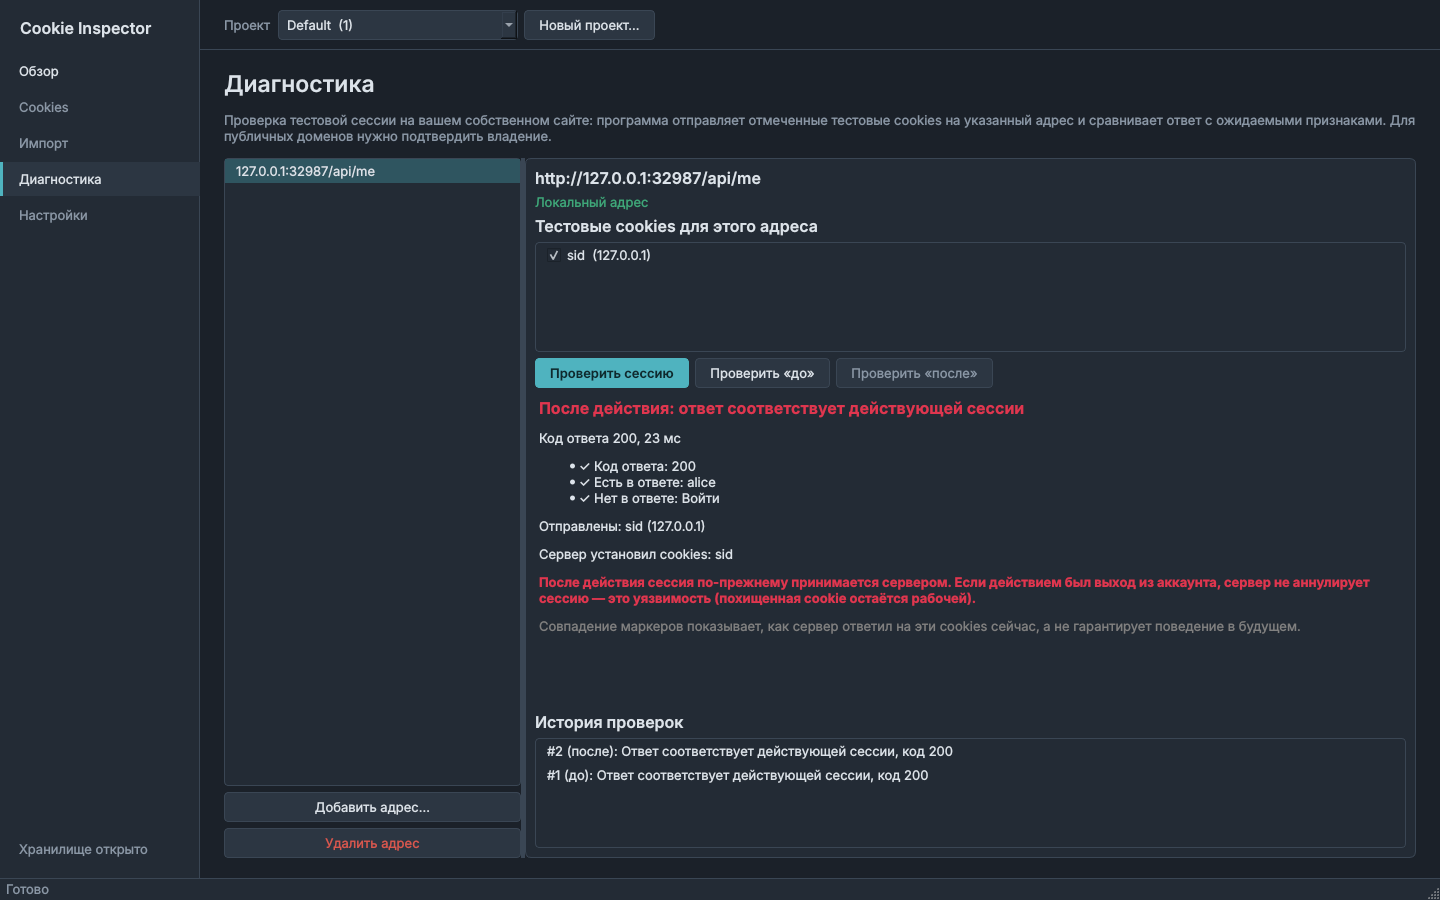 Cookie Inspector
Обзор
Cookies
Импорт
Диагностика
Настройки
Хранилище открыто
Готово
Проект
Default (1)
Новый проект...
Диагностика
Проверка тестовой сессии на вашем собственном сайте: программа отправляет отмеченные тестовые cookies на указанный адрес и сравнивает ответ с ожидаемыми признаками. Для
публичных доменов нужно подтвердить владение.
127.0.0.1:32987/api/me
Добавить адрес...
Удалить адрес
http://127.0.0.1:32987/api/me
Локальный адрес
Тестовые cookies для этого адреса
✓ sid (127.0.0.1)
Проверить сессию
Проверить «до»
Проверить «после»
После действия: ответ соответствует действующей сессии
Код ответа 200, 23 мс
• ✓ Код ответа: 200
• ✓ Есть в ответе: alice
• ✓ Нет в ответе: Войти
Отправлены: sid (127.0.0.1)
Сервер установил cookies: sid
После действия сессия по-прежнему принимается сервером. Если действием был выход из аккаунта, сервер не аннулирует
сессию — это уязвимость (похищенная cookie остаётся рабочей).
Совпадение маркеров показывает, как сервер ответил на эти cookies сейчас, а не гарантирует поведение в будущем.
История проверок
#2 (после): Ответ соответствует действующей сессии, код 200
#1 (до): Ответ соответствует действующей сессии, код 200